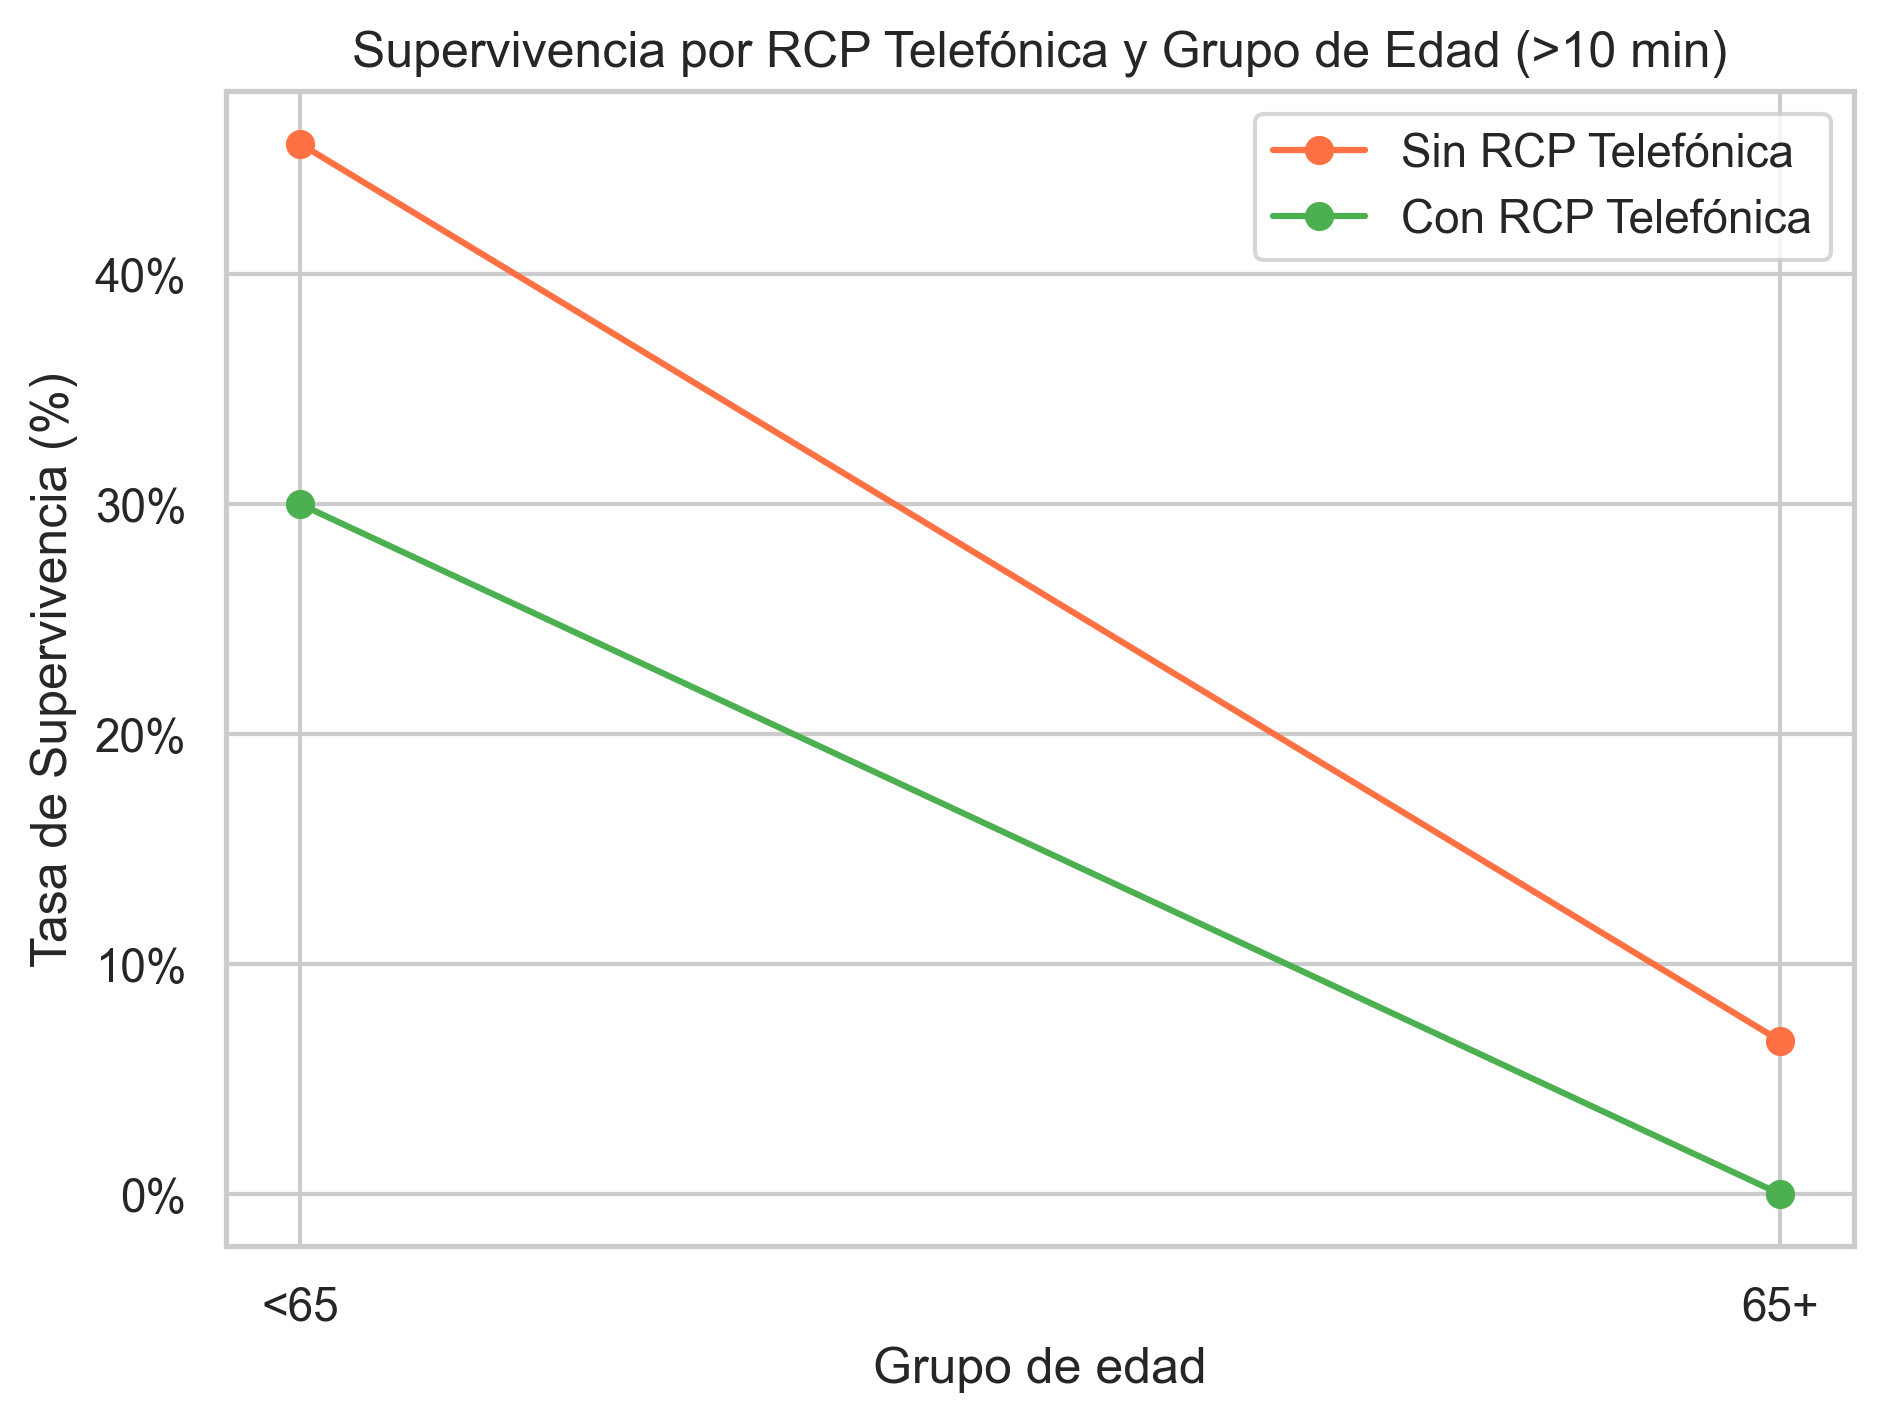 Supervivencia por RCP Telefónica y Grupo de Edad (>10 min)
Sin RCP Telefónica
Con RCP Telefónica
Tasa de Supervivencia (%)
40%
30%
20%
10%
0%
<65
65+
Grupo de edad